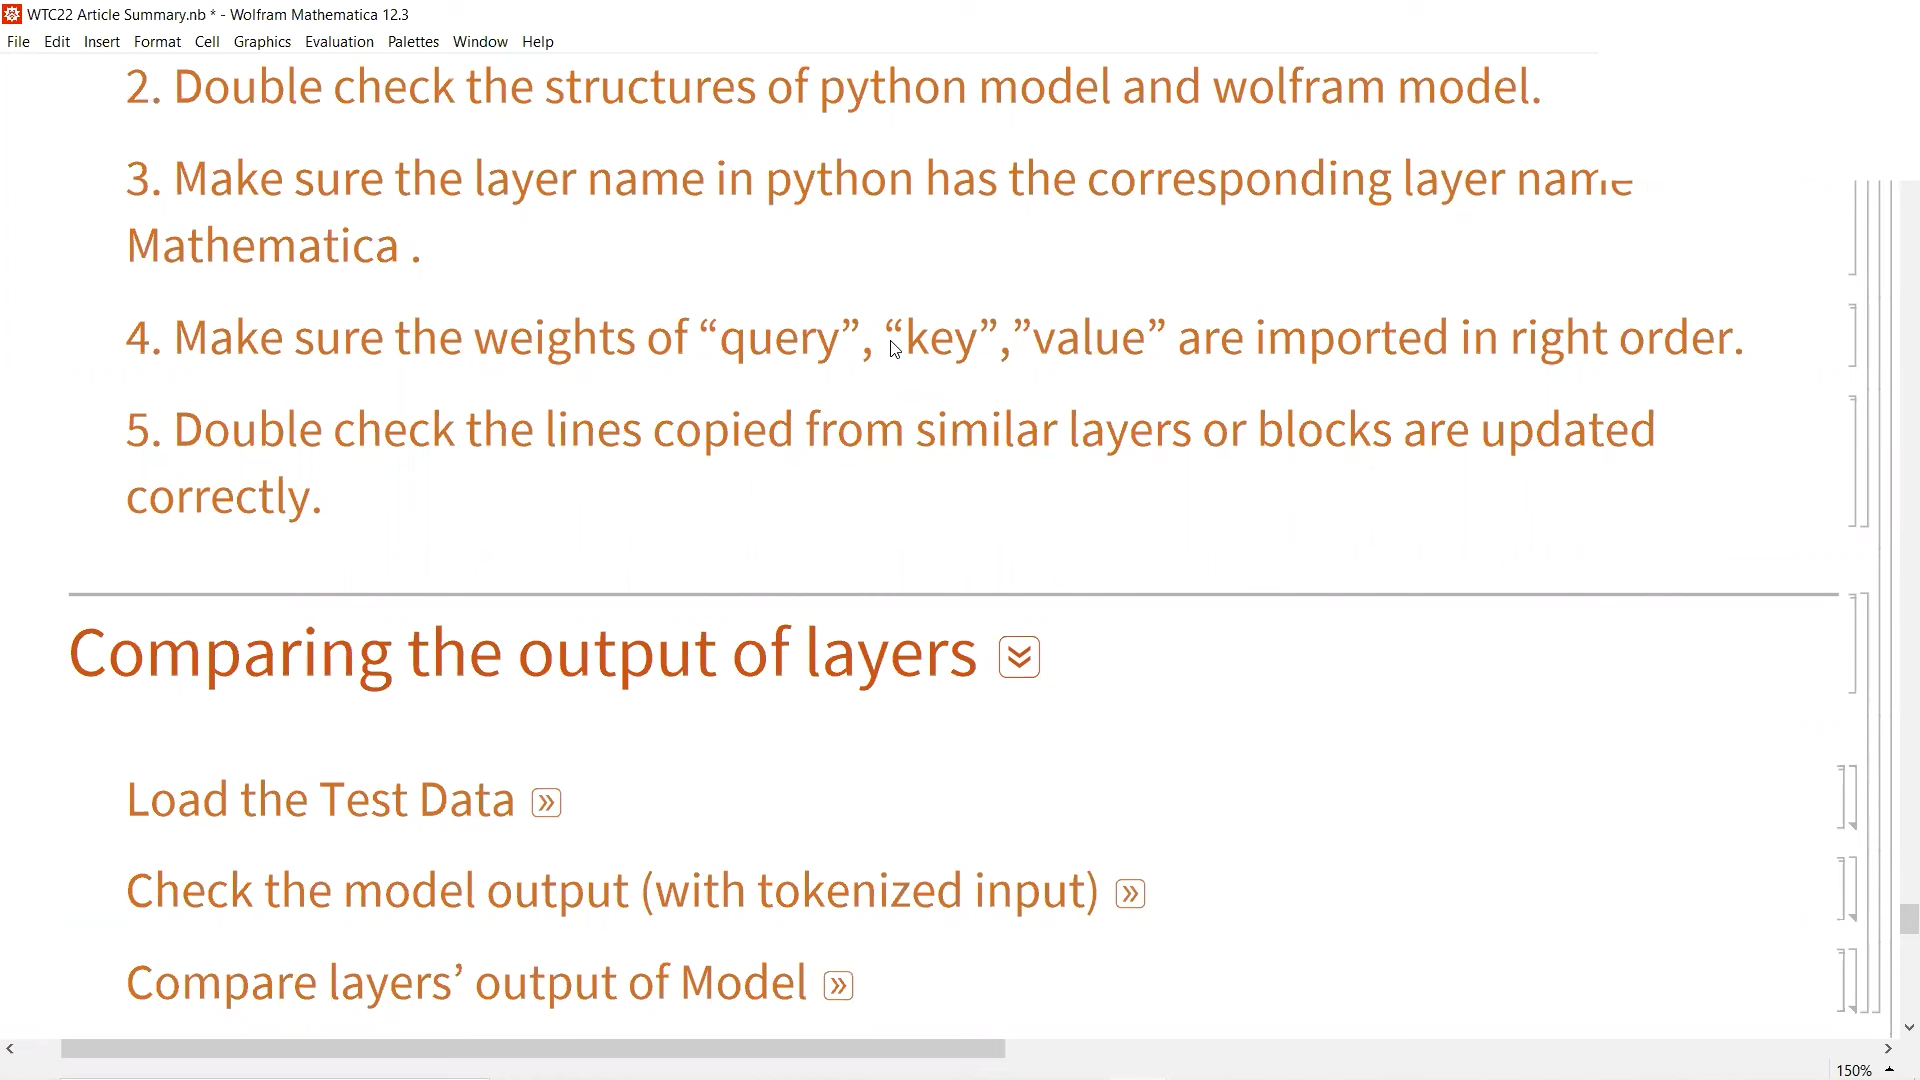 WTC22 Article Summary.nb * - Wolfram Mathematica 12.3
File Edit Insert Format Cell Graphics Evaluation Palettes Window Help
2. Double check the structures of python model and wolfram model.
3. Make sure the layer name in python has the corresponding layer name
Mathematica .
4. Make sure the weights of “query”, “key”,”value” are imported in right order.
5. Double check the lines copied from similar layers or blocks are updated
correctly.
Comparing the output of layers
Load the Test Data
Check the model output (with tokenized input)
Compare layers’ output of Model
150%